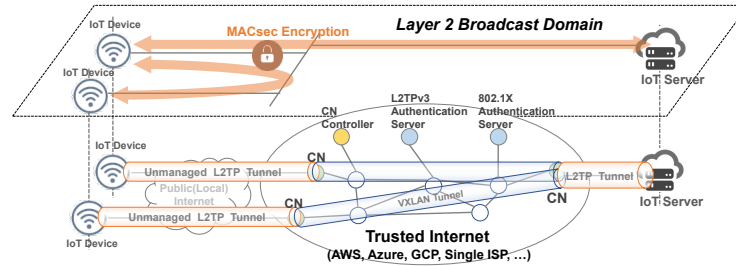 IoT Device
Layer 2 Broadcast Domain
MACsec Encryption
IoT Device
IoT Server
L2TPv3
Authentication
Server
802.1X
Authentication
Server
CN
Controller
IoT Device
CN
Unmanaged L2TP Tunnel
L2TP Tunnel
Public(Local)
Internet
VXLAN Tunnel
CN
CN
Unmanaged L2TP Tunnel
IoT Server
IoT Device
Trusted Internet
(AWS, Azure, GCP, Single ISP, ...)